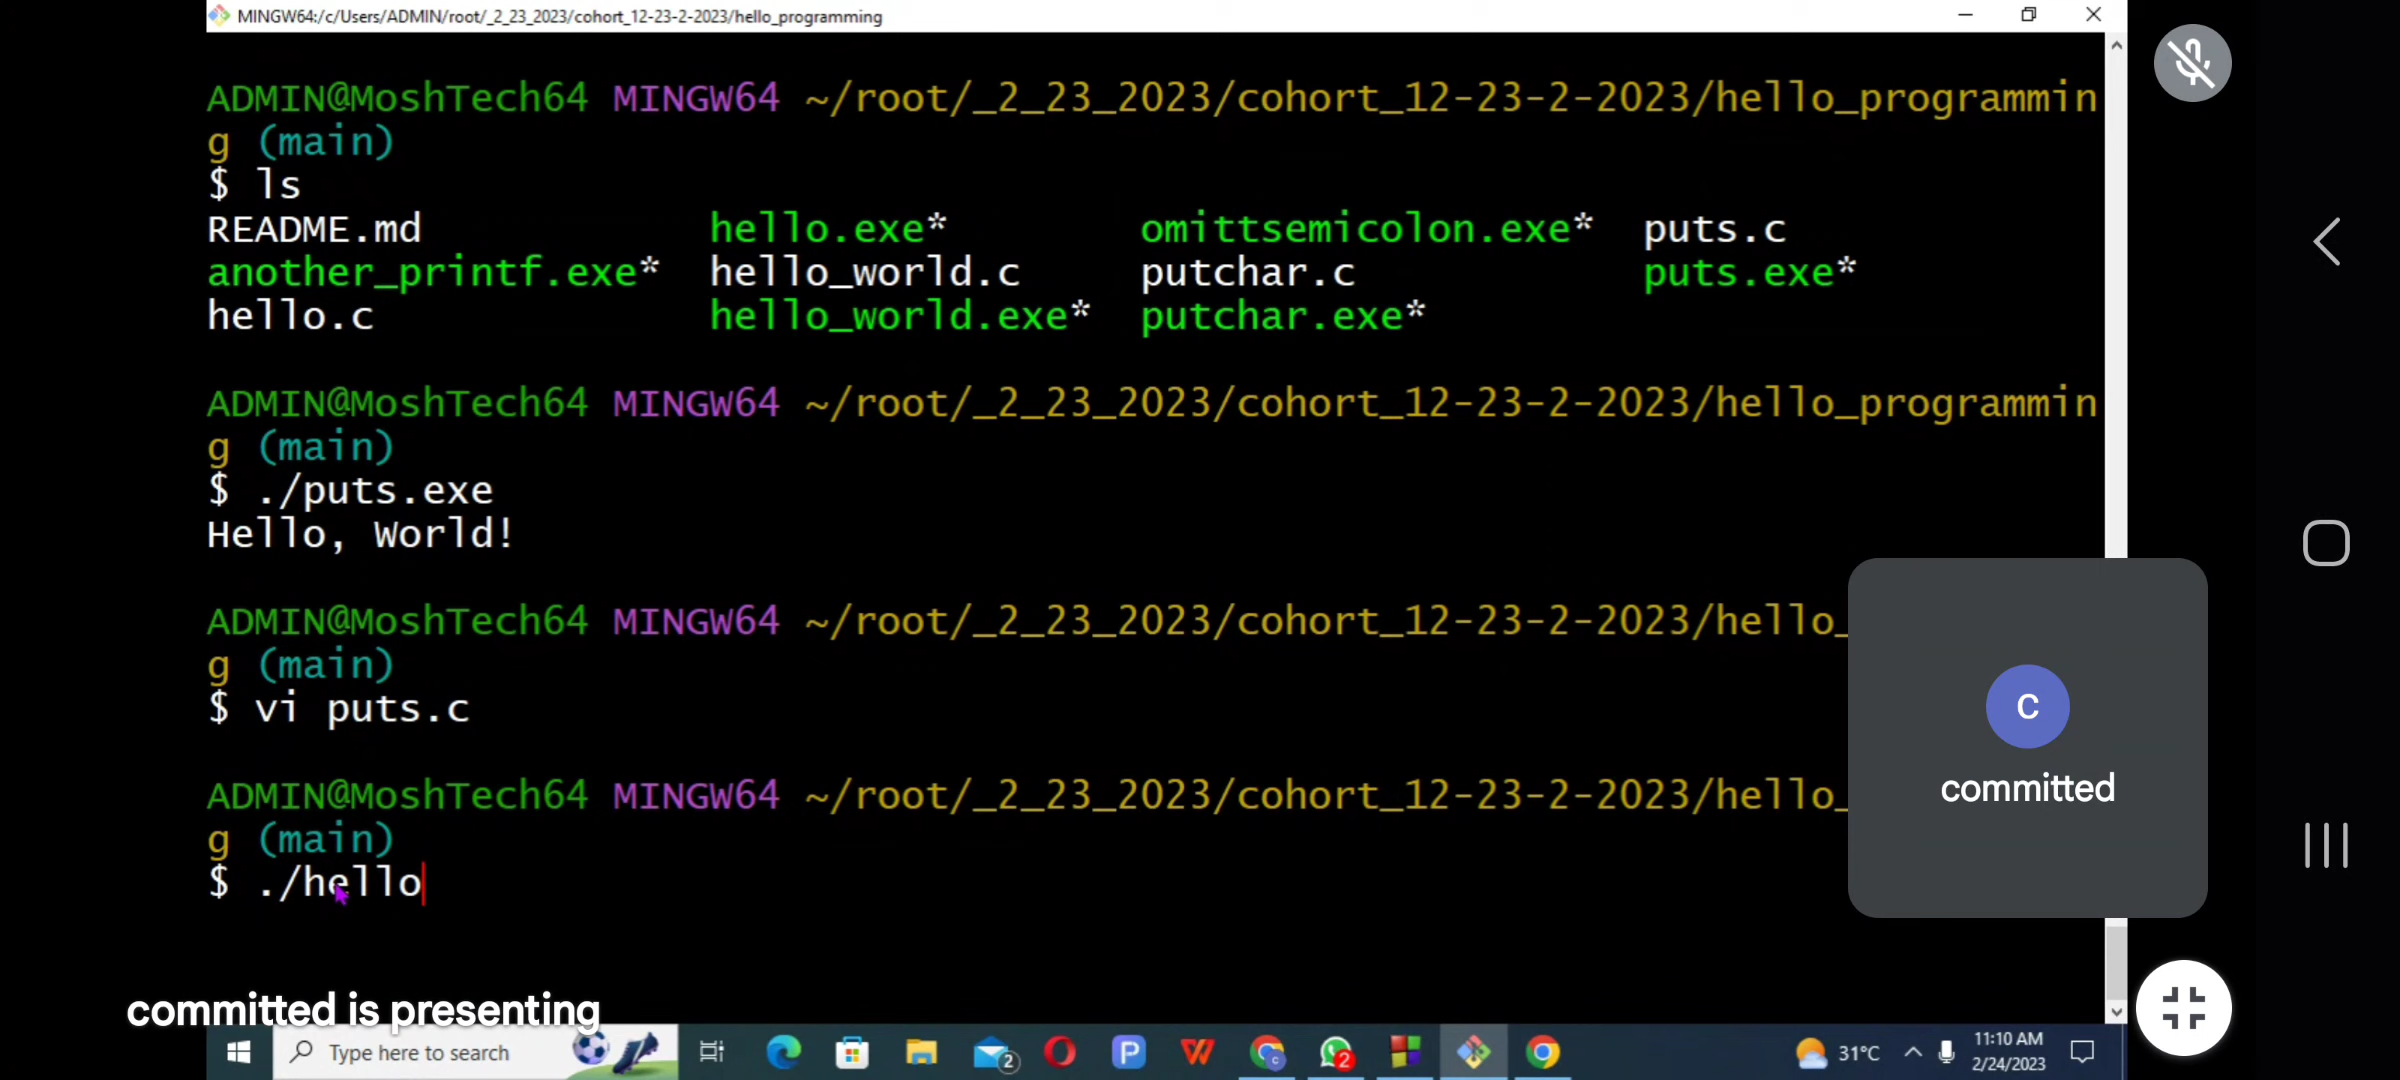 MINGW64:/c/Users/ADMIN/root/_2_23_2023/cohort_12-23-2-2023/hello_programming
ADMIN@MoshTech64 MINGW64 ~/root/_2_23_2023/cohort_12-23-2-2023/hello_programmin
g (main)
$ ls
README.md hello.exe* omittsemicolon.exe* puts.c
another_printf.exe* hello_world.c putchar.c puts.exe*
hello.c hello_world.exe* putchar.exe*
ADMIN@MoshTech64 MINGW64 ~/root/_2_23_2023/cohort_12-23-2-2023/hello_programmin
g (main)
$ ./puts.exe
Hello, World!
ADMIN@MoshTech64 MINGW64 ~/root/_2_23_2023/cohort_12-23-2-2023/hello_
g (main)
$ vi puts.c
ADMIN@MoshTech64 MINGW64 ~/root/_2_23_2023/cohort_12-23-2-2023/hello_
g (main)
$ ./hello
C
committed
committed is presenting
Type here to search
2
P
W
c
2
31°C
11:10 AM
2/24/2023